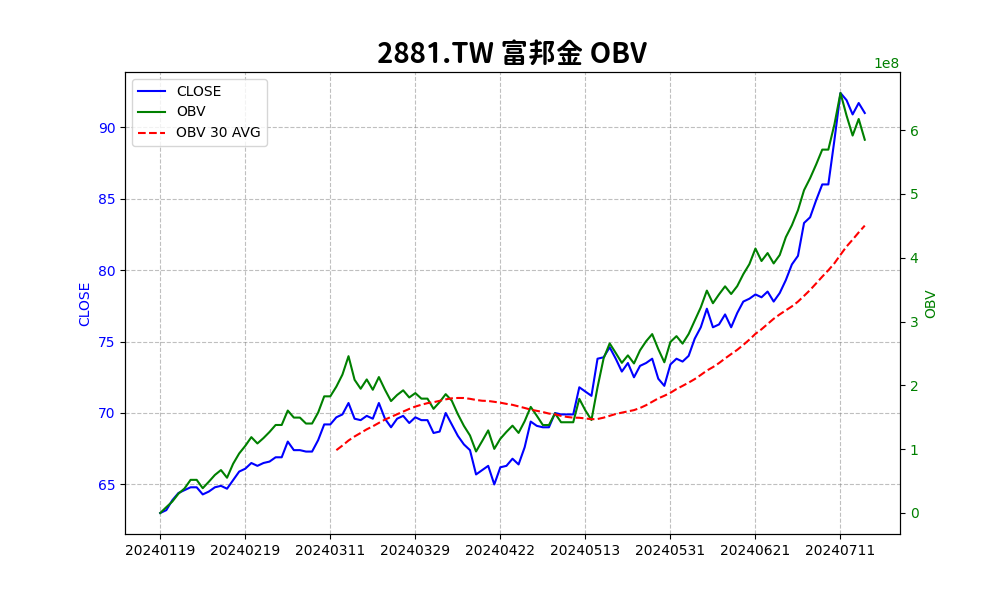 2881.TW 富邦金 OBV
1e8
CLOSE
OBV
OBV 30 AVG
90
85
80
75
70
65
CLOSE
6
5
4
3
2
1
0
OBV
20240119 20240219 20240311 20240329 20240422 20240513 20240531 20240621 20240711